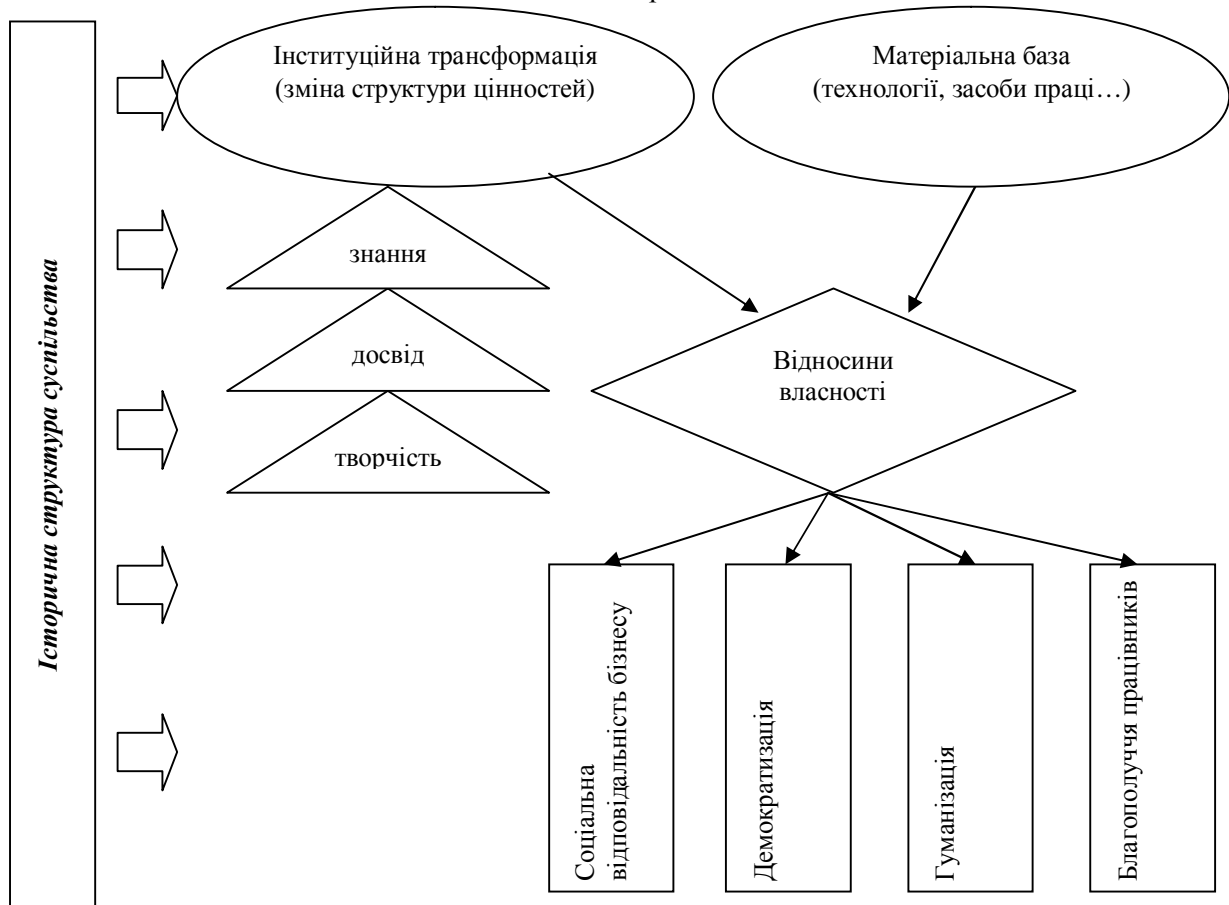 Інституційна трансформація
(зміна структури цінностей)
Матеріальна база
(технології, засоби праці…)
Історична структура суспільства
знання
досвід
творчість
Відносини
власності
Соціальна
відповідальність бізнесу
Демократизація
Гуманізація
Благополуччя працівників